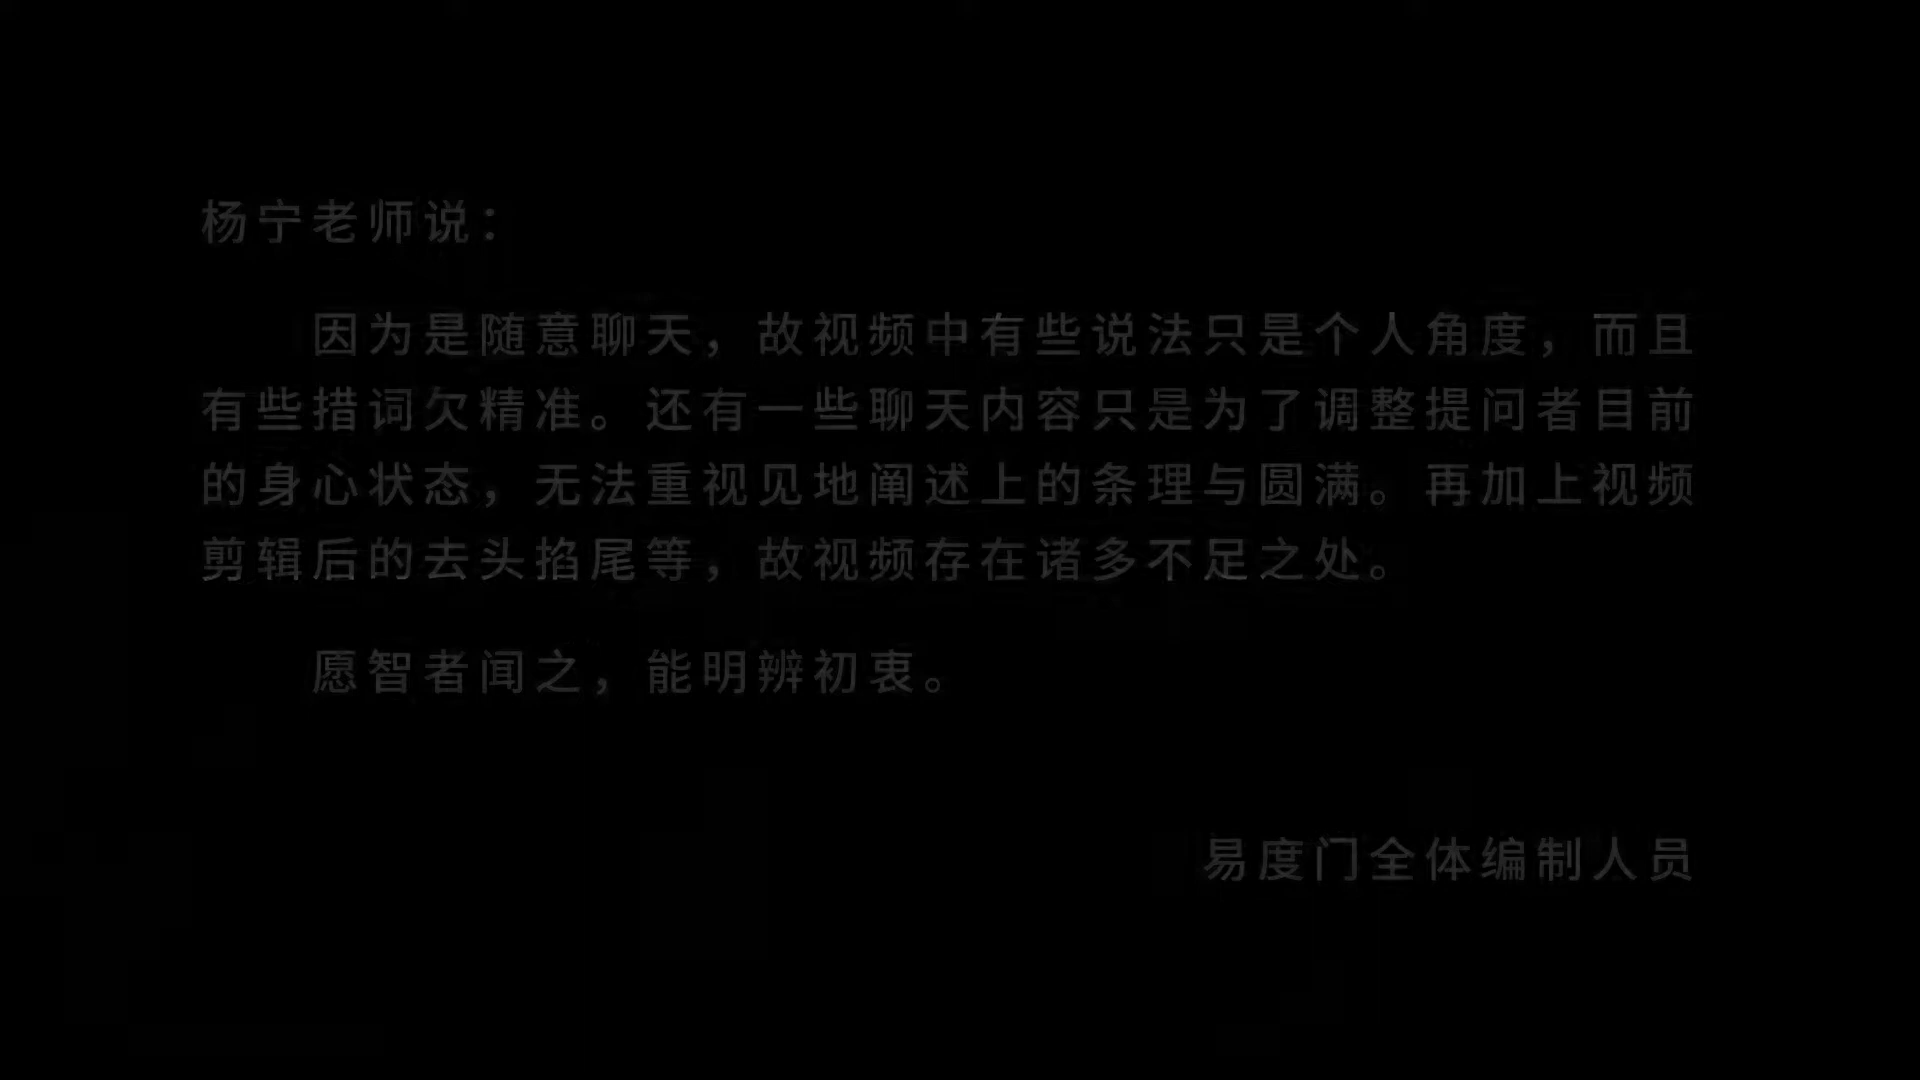 杨宁老师说：
因为是随意聊天，故视频中有些说法只是个人角度，而且
有些措词欠精准。还有一些聊天内容只是为了调整提问者目前
的身心状态，无法重视见地阐述上的条理与圆满。再加上视频
剪辑后的去头掐尾等，故视频存在诸多不足之处。
愿智者闻之，能明辨初衷。
易度门全体编制人员